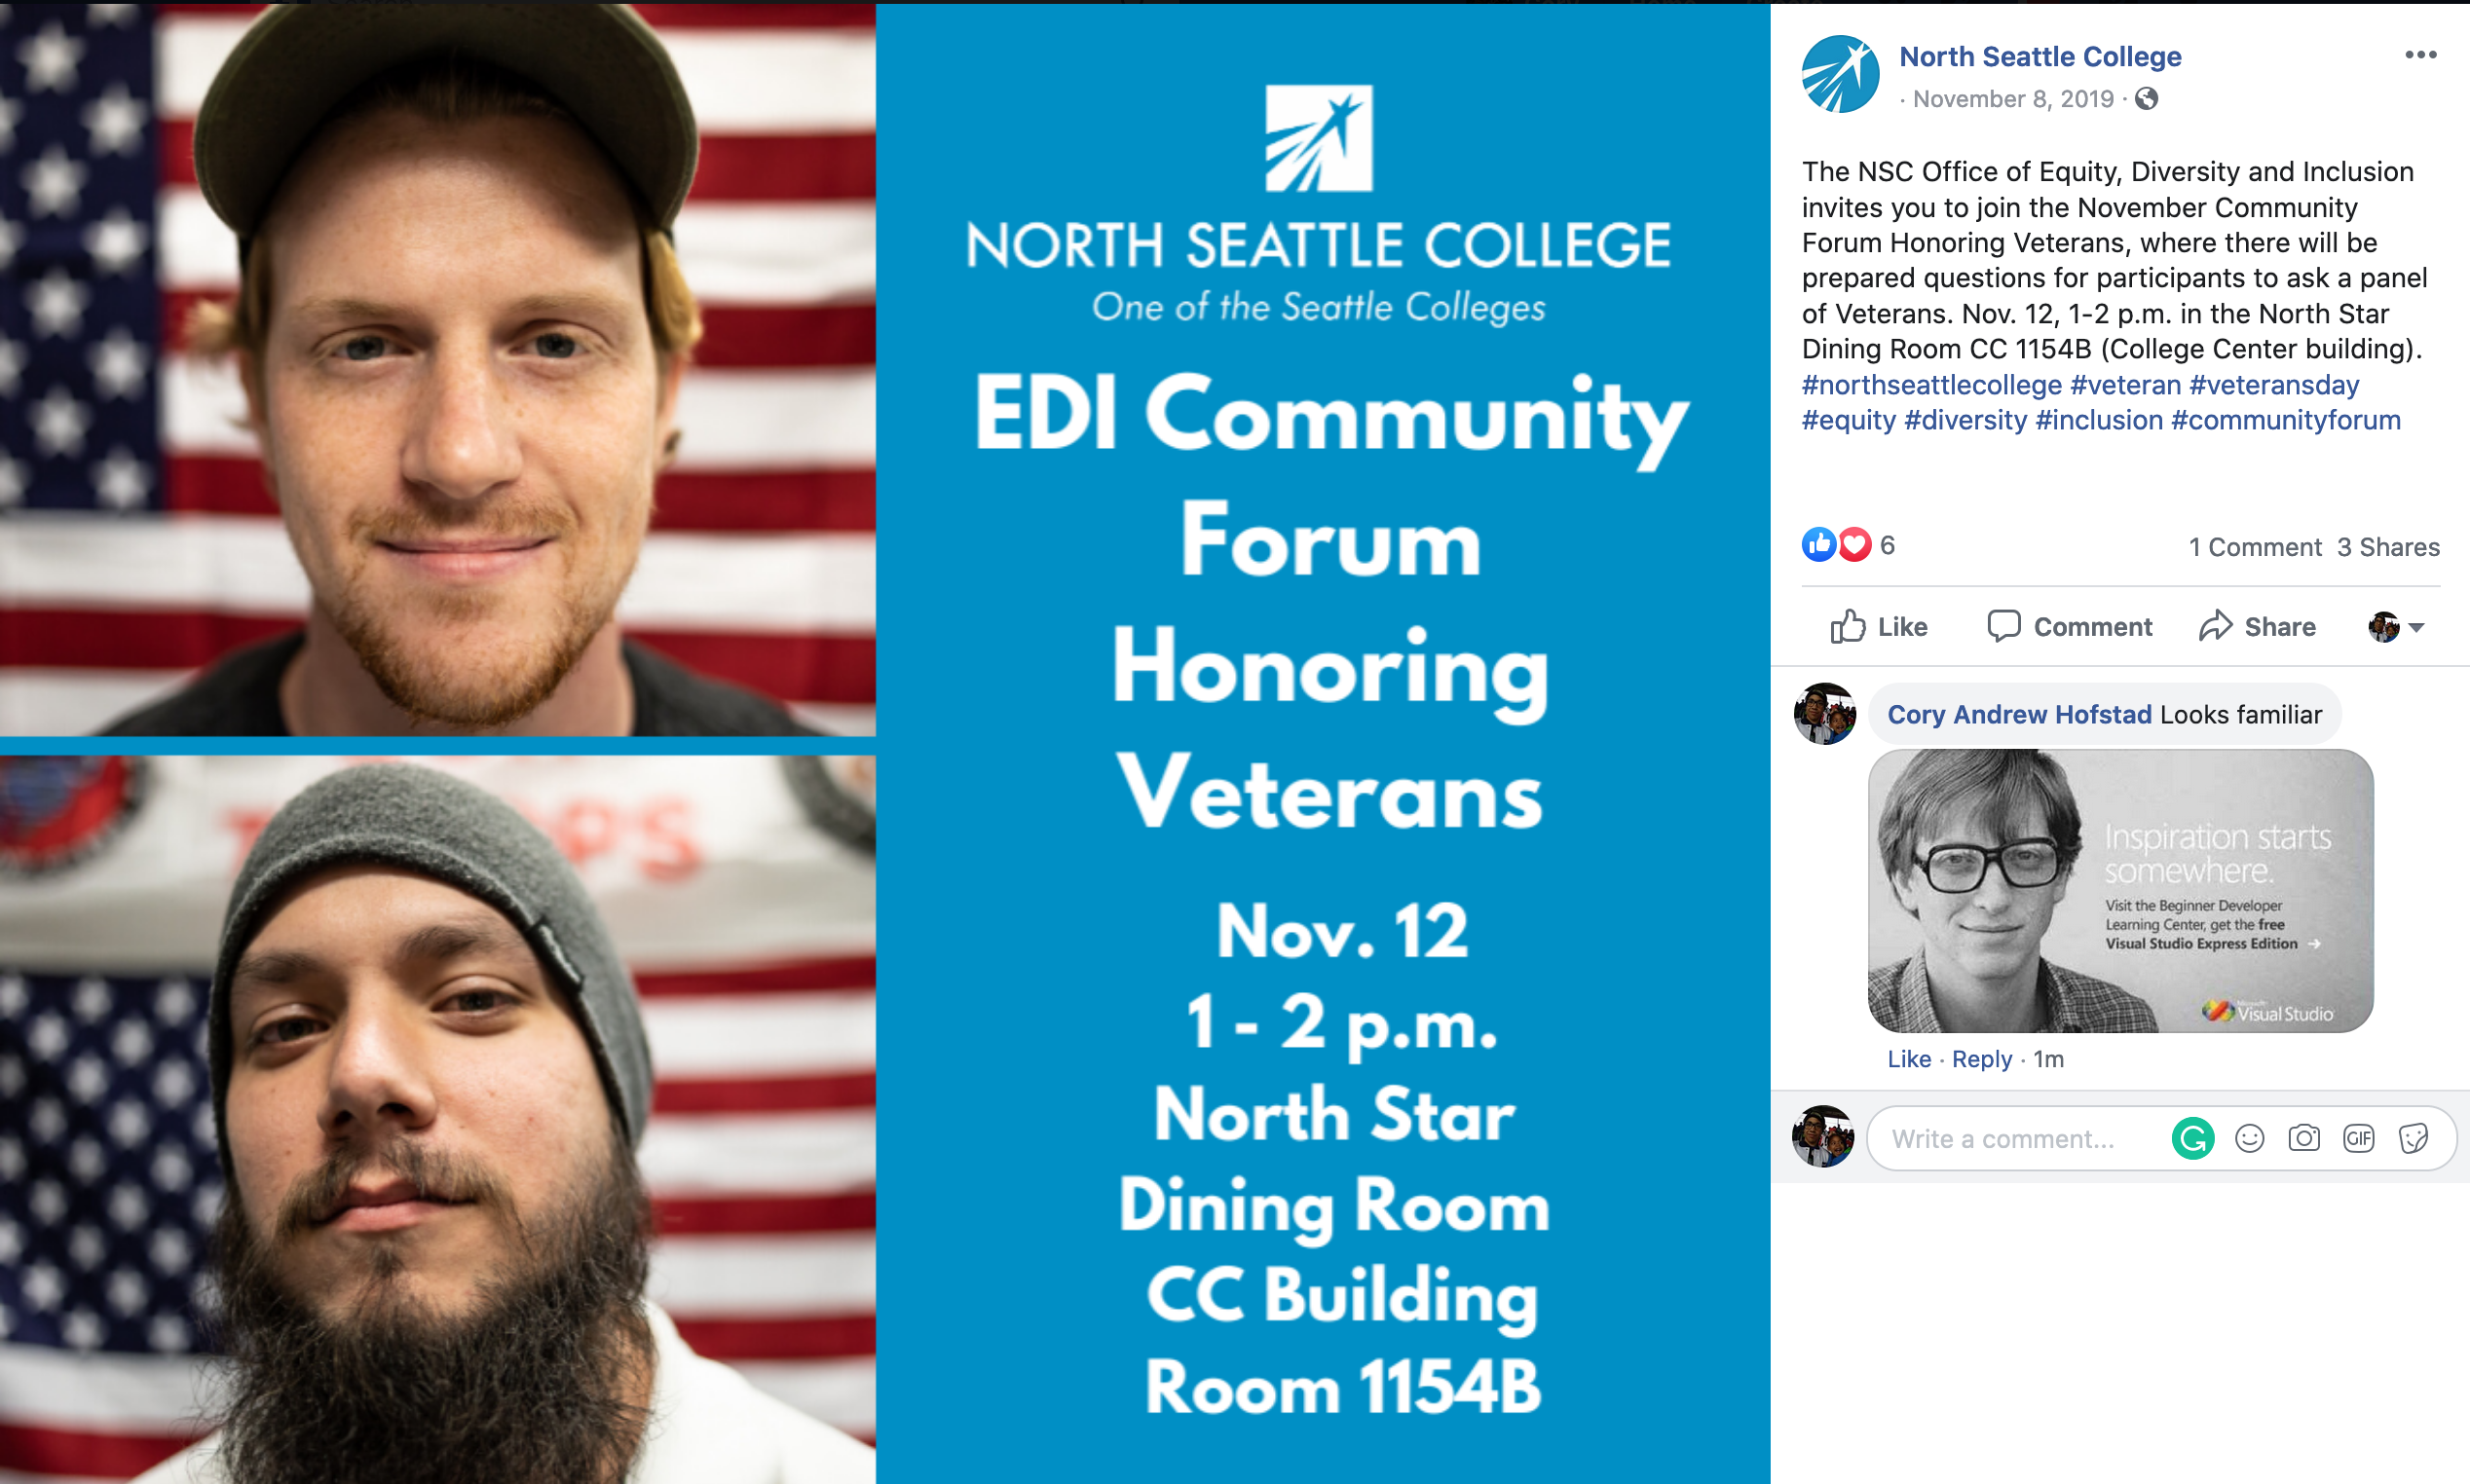 NORTH SEATTLE COLLEGE
One of the Seattle Colleges
EDI Community
Forum
Honoring
Veterans
Nov. 12
1 - 2 p.m.
North Star
Dining Room
CC Building
Room 1154B
North Seattle College
· November 8, 2019 ·
The NSC Office of Equity, Diversity and Inclusion
invites you to join the November Community
Forum Honoring Veterans, where there will be
prepared questions for participants to ask a panel
of Veterans. Nov. 12, 1-2 p.m. in the North Star
Dining Room CC 1154B (College Center building).
#northseattlecollege #veteran #veteransday
#equity #diversity #inclusion #communityforum
6
1 Comment 3 Shares
Like Comment Share
Cory Andrew Hofstad Looks familiar
Inspiration starts
somewhere.
Visit the Beginner Developer
Learning Center, get the free
Visual Studio Express Edition →
Microsoft
Visual Studio
Like · Reply · 1m
Write a comment...
GIF